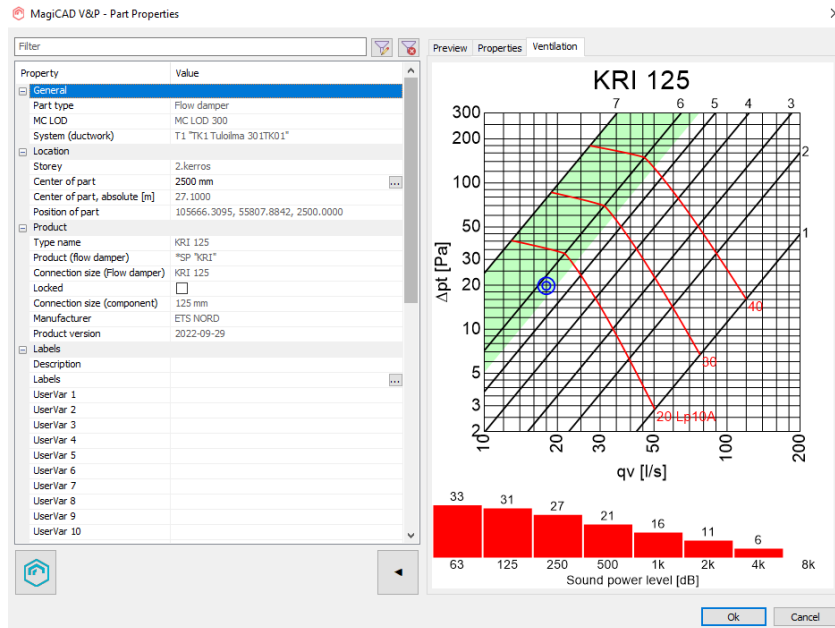 MagiCAD V&P - Part Properties
Filter
Preview Properties Ventilation
Property Value
General
Part type Flow damper
MC LOD MC LOD 300
System (ductwork) T1 "TK1 Tuloilma 301TK01"
Location
Storey 2.kerros
Center of part 2500 mm ...
Center of part, absolute [m] 27.1000
Position of part 105666.3095, 55807.8842, 2500.0000
Product
Type name KRI 125
Product (flow damper) *SP "KRI"
Connection size (Flow damper) KRI 125
Locked
Connection size (component) 125 mm
Manufacturer ETS NORD
Product version 2022-09-29
Labels
Description
Labels ...
UserVar 1
UserVar 2
UserVar 3
UserVar 4
UserVar 5
UserVar 6
UserVar 7
UserVar 8
UserVar 9
UserVar 10
KRI 125
7 6 5 4 3
2
1
300
200
100
50
30
20
10
5
3
2
Δpt [Pa]
40
30
20 Lp10A
10 20 30 50 100 200
qv [l/s]
33 31 27 21 16 11 6
63 125 250 500 1k 2k 4k 8k
Sound power level [dB]
Ok Cancel